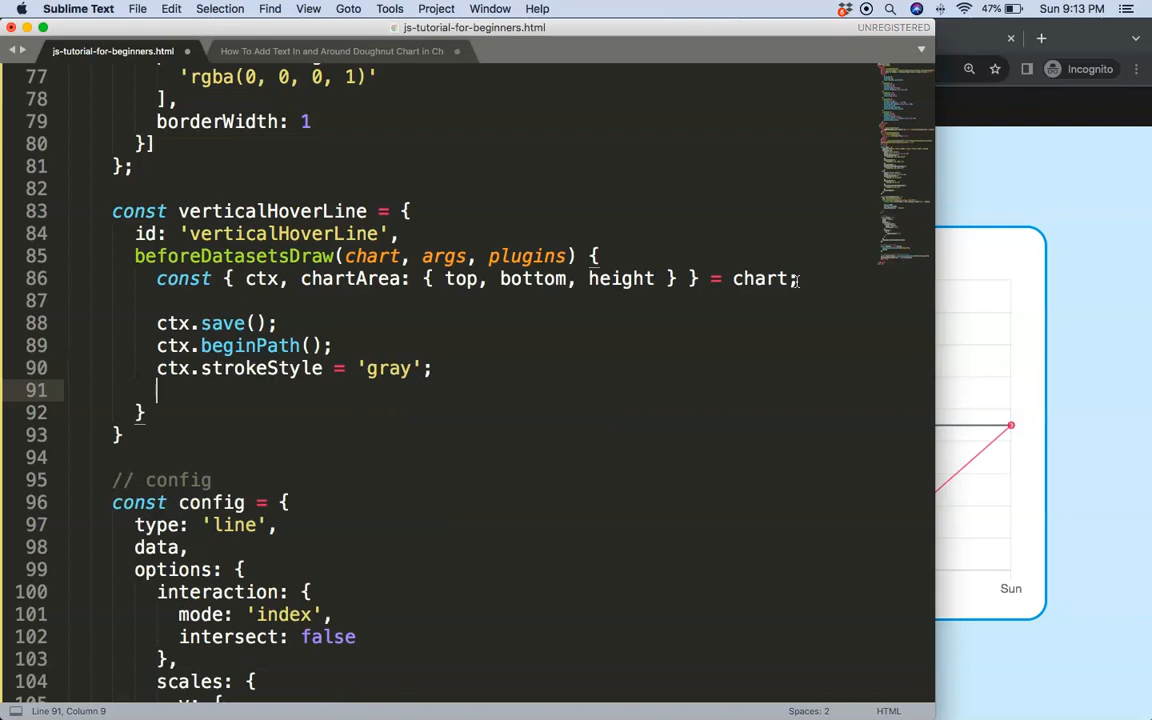 Sublime Text File Edit Selection Find View Goto Tools Project Window Help 47% Sun 9:13 PM
js-tutorial-for-beginners.html UNREGISTERED
js-tutorial-for-beginners.html How To Add Text In and Around Doughnut Chart in Ch
Incognito
77 'rgba(0, 0, 0, 1)'
78 ],
79 borderWidth: 1
80 }]
81 };
82
83 const verticalHoverLine = {
84 id: 'verticalHoverLine',
85 beforeDatasetsDraw(chart, args, plugins) {
86 const { ctx, chartArea: { top, bottom, height } } = chart;
87
88 ctx.save();
89 ctx.beginPath();
90 ctx.strokeStyle = 'gray';
91
92 }
93 }
94
95 // config
96 const config = {
97 type: 'line',
98 data,
99 options: {
100 interaction: {
101 mode: 'index',
102 intersect: false
103 },
104 scales: {
Sun
Line 91, Column 9 Spaces: 2 HTML